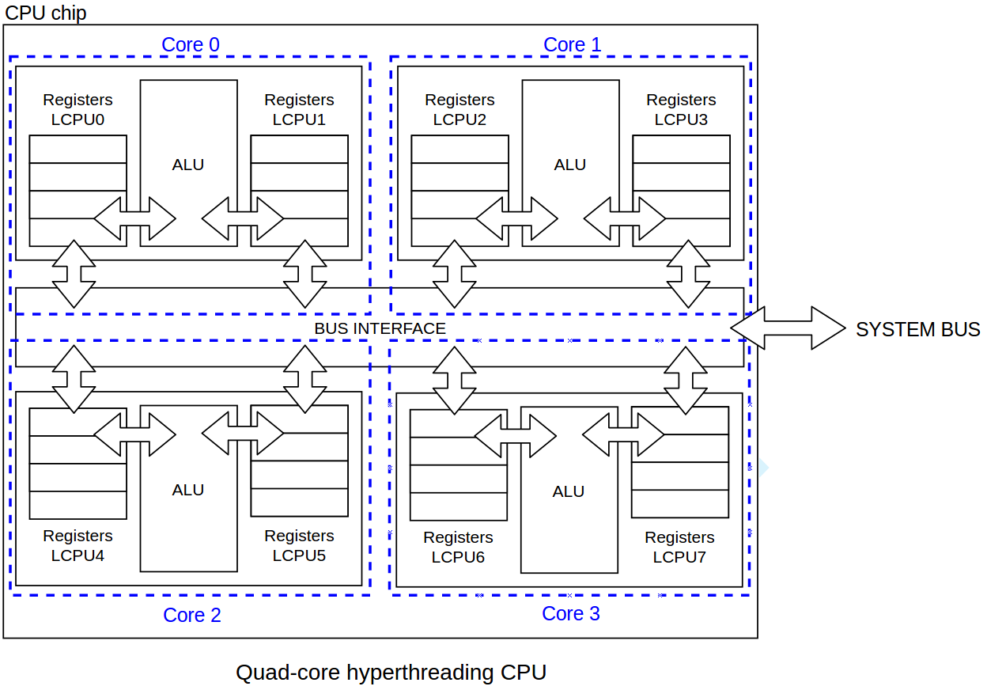 CPU chip
Core 0
Core 1
Registers
LCPU0
ALU
Registers
LCPU1
Registers
LCPU2
ALU
Registers
LCPU3
BUS INTERFACE
SYSTEM BUS
ALU
Registers
LCPU4
Registers
LCPU5
ALU
Registers
LCPU6
Registers
LCPU7
Core 2
Core 3
Quad-core hyperthreading CPU